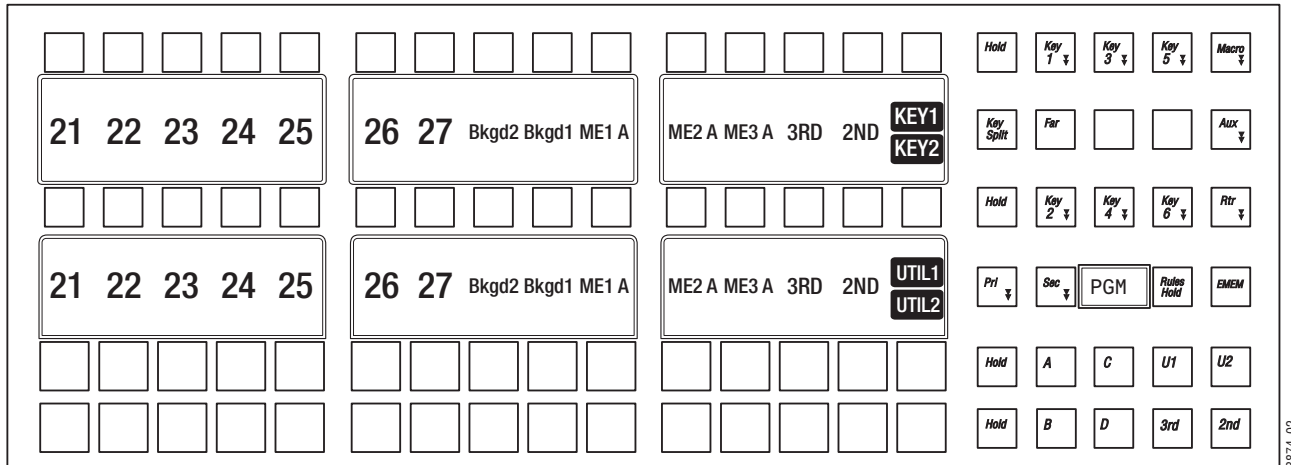 Hold Key 1 Key 3 Key 5 Macro
21 22 23 24 25 26 27 Bkgd2 Bkgd1 ME1 A ME2 A ME3 A 3RD 2ND KEY1 KEY2
Key Split Far Aux
Hold Key 2 Key 4 Key 6 Rtr
21 22 23 24 25 26 27 Bkgd2 Bkgd1 ME1 A ME2 A ME3 A 3RD 2ND UTIL1 UTIL2
Pri Sec PGM Rules Hold EMEM
Hold A C U1 U2
Hold B D 3rd 2nd